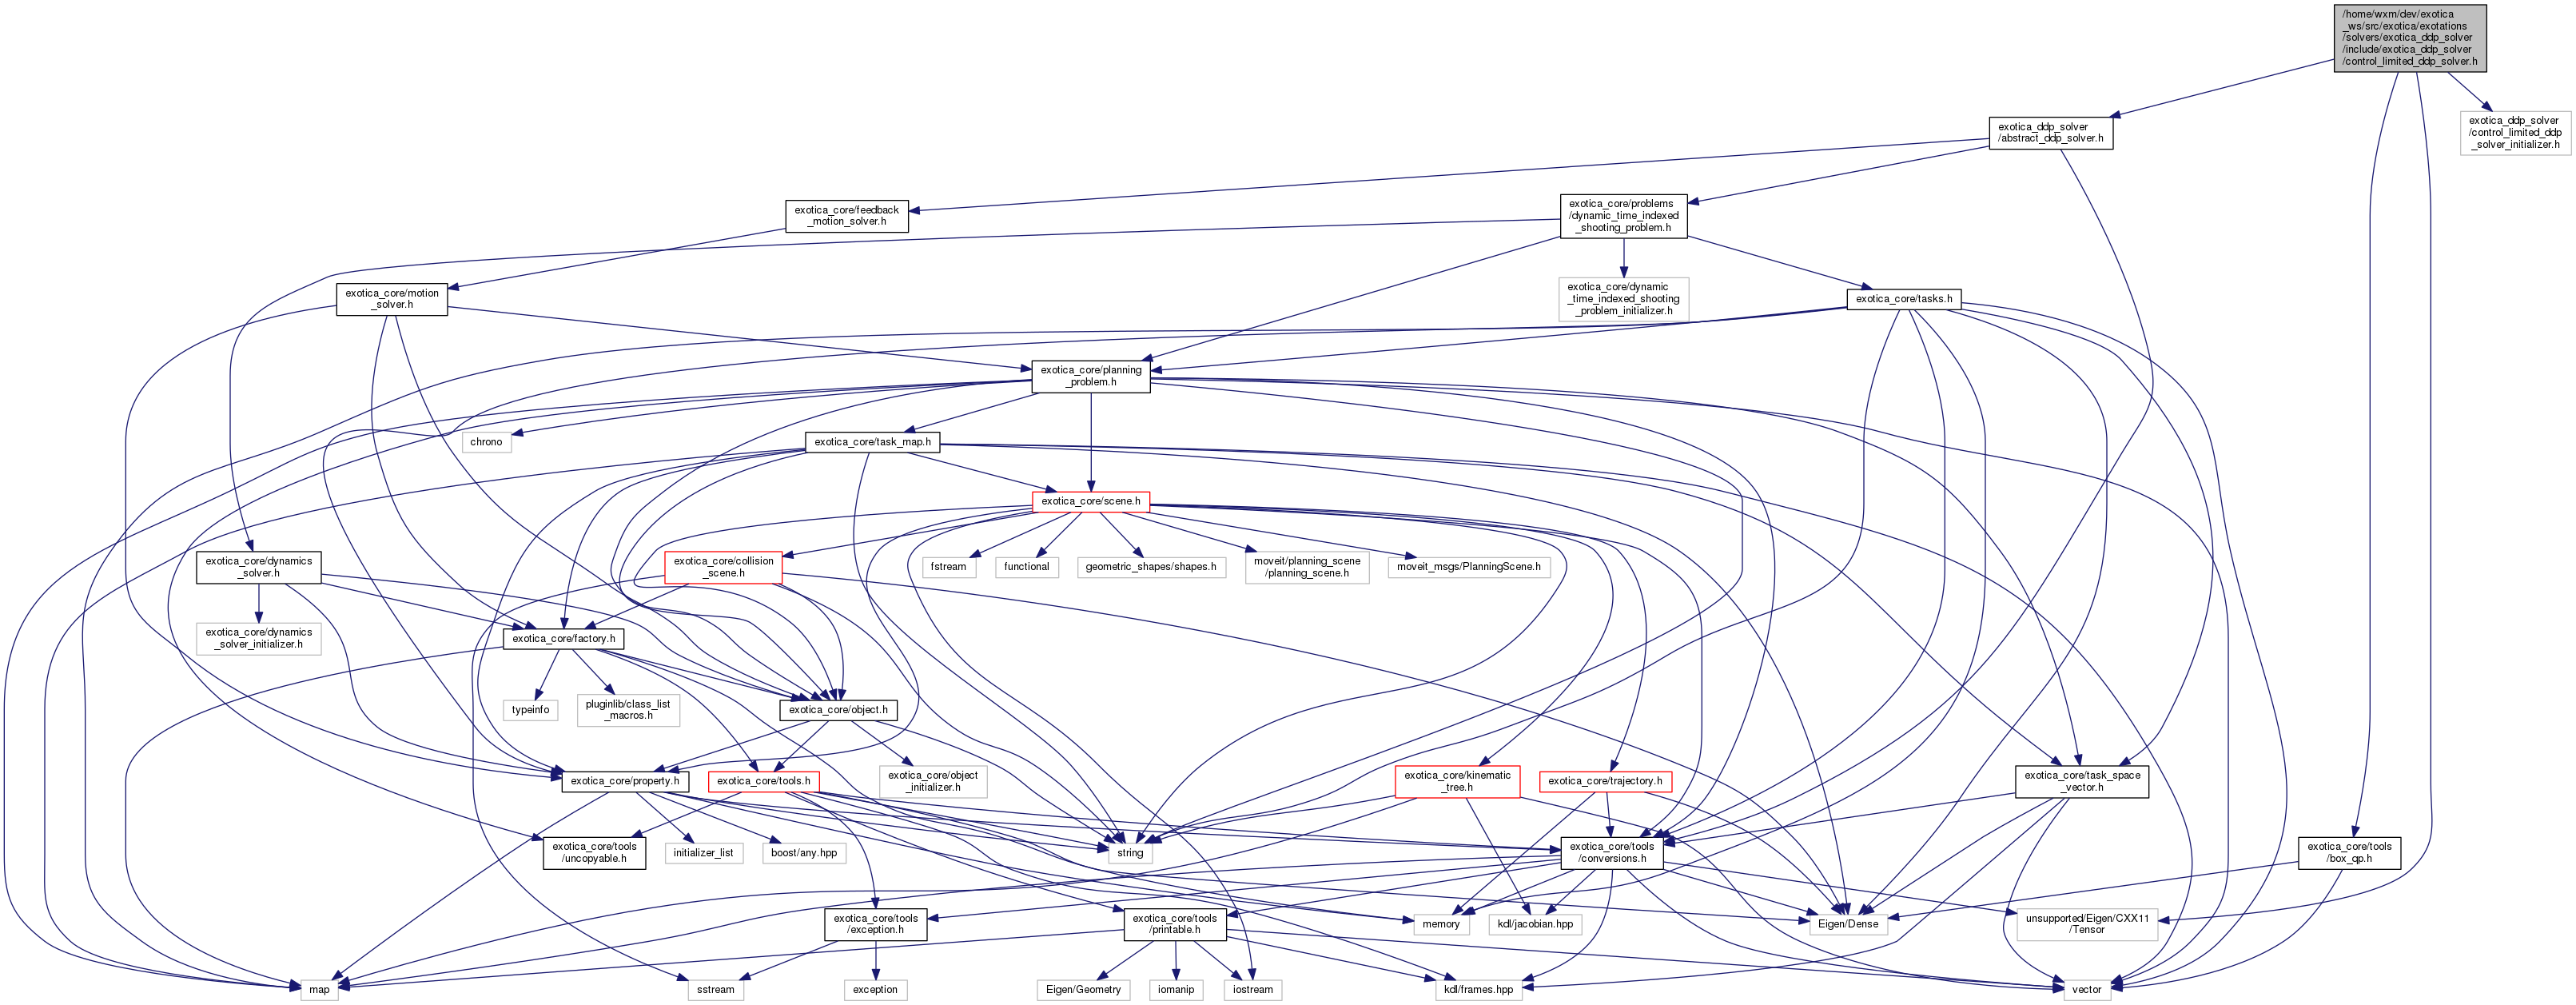 /home/wxm/dev/exotica
_ws/src/exotica/exotations
/solvers/exotica_ddp_solver
/include/exotica_ddp_solver
/control_limited_ddp_solver.h
exotica_ddp_solver
/abstract_ddp_solver.h
exotica_ddp_solver
/control_limited_ddp
_solver_initializer.h
exotica_core/feedback
_motion_solver.h
exotica_core/problems
/dynamic_time_indexed
_shooting_problem.h
exotica_core/motion
_solver.h
exotica_core/dynamic
_time_indexed_shooting
_problem_initializer.h
exotica_core/tasks.h
exotica_core/planning
_problem.h
chrono
exotica_core/task_map.h
exotica_core/scene.h
exotica_core/dynamics
_solver.h
exotica_core/collision
_scene.h
fstream
functional
geometric_shapes/shapes.h
moveit/planning_scene
/planning_scene.h
moveit_msgs/PlanningScene.h
exotica_core/dynamics
_solver_initializer.h
exotica_core/factory.h
typeinfo
pluginlib/class_list
_macros.h
exotica_core/object.h
exotica_core/property.h
exotica_core/tools.h
exotica_core/object
_initializer.h
exotica_core/kinematic
_tree.h
exotica_core/trajectory.h
exotica_core/task_space
_vector.h
exotica_core/tools
/uncopyable.h
initializer_list
boost/any.hpp
string
exotica_core/tools
/conversions.h
exotica_core/tools
/box_qp.h
exotica_core/tools
/exception.h
exotica_core/tools
/printable.h
memory
kdl/jacobian.hpp
Eigen/Dense
unsupported/Eigen/CXX11
/Tensor
map
sstream
exception
Eigen/Geometry
iomanip
iostream
kdl/frames.hpp
vector